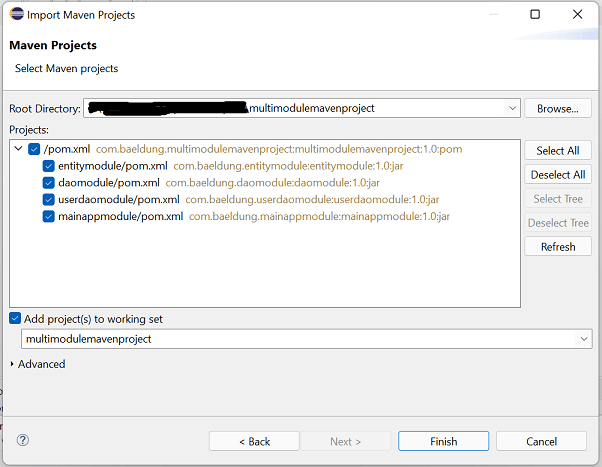 Import Maven Projects
Maven Projects
Select Maven projects
Root Directory: multimodulemavenproject Browse...
Projects:
/pom.xml com.baeldung.multimodulemavenproject:multimodulemavenproject:1.0:pom
entitymodule/pom.xml com.baeldung.entitymodule:entitymodule:1.0:jar
daomodule/pom.xml com.baeldung.daomodule:daomodule:1.0:jar
userdaomodule/pom.xml com.baeldung.userdaomodule:userdaomodule:1.0:jar
mainappmodule/pom.xml com.baeldung.mainappmodule:mainappmodule:1.0:jar
Select All
Deselect All
Select Tree
Deselect Tree
Refresh
Add project(s) to working set
multimodulemavenproject
Advanced
? < Back Next > Finish Cancel